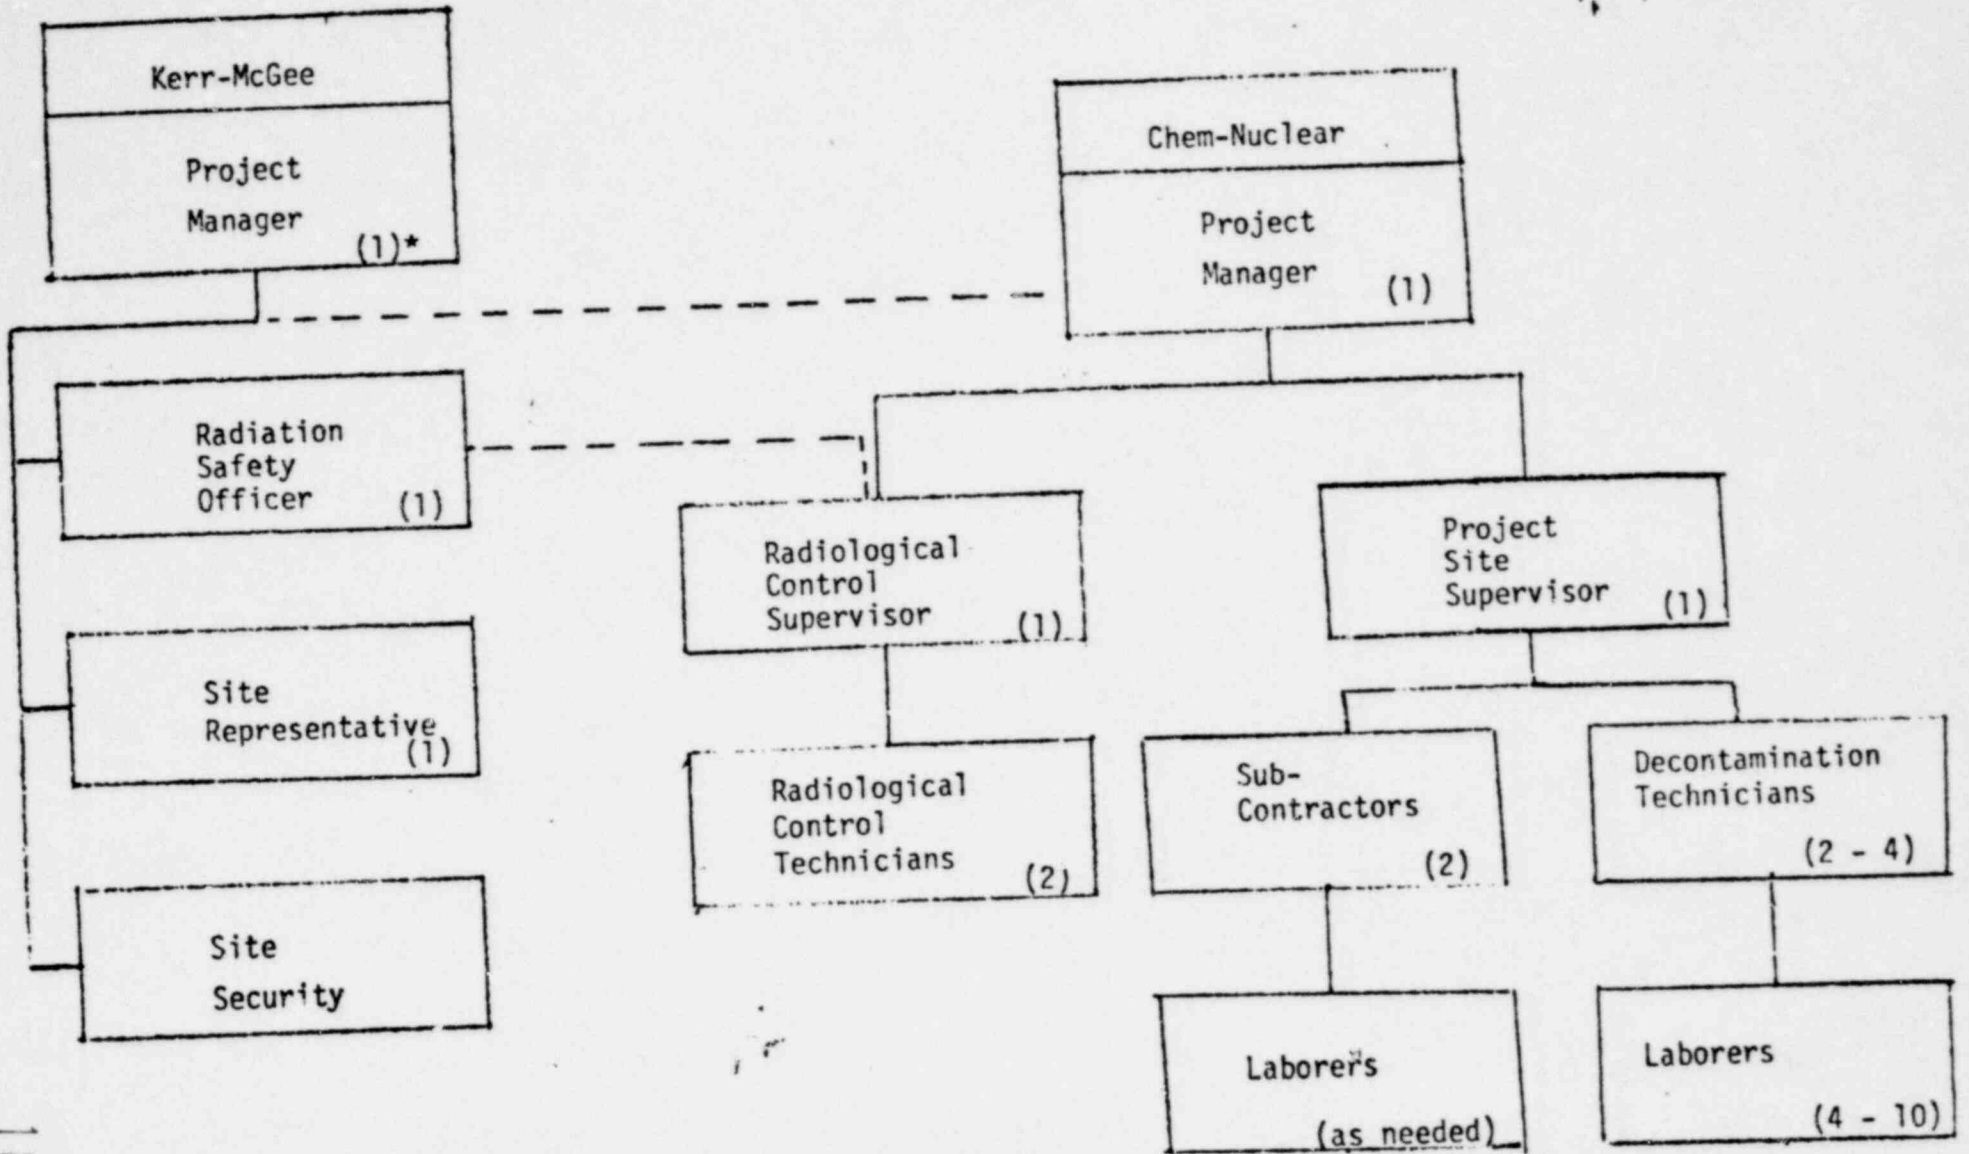 Kerr-McGee
Project
Manager
(1)*
Chem-Nuclear
Project
Manager
(1)
Radiation
Safety
Officer (1)
Radiological
Control
Supervisor (1)
Project
Site
Supervisor (1)
Site
Representative
(1)
Radiological
Control
Technicians (2)
Sub-
Contractors
(2)
Decontamination
Technicians
(2 - 4)
Site
Security
Laborers
(as needed)
Laborers
(4 - 10)